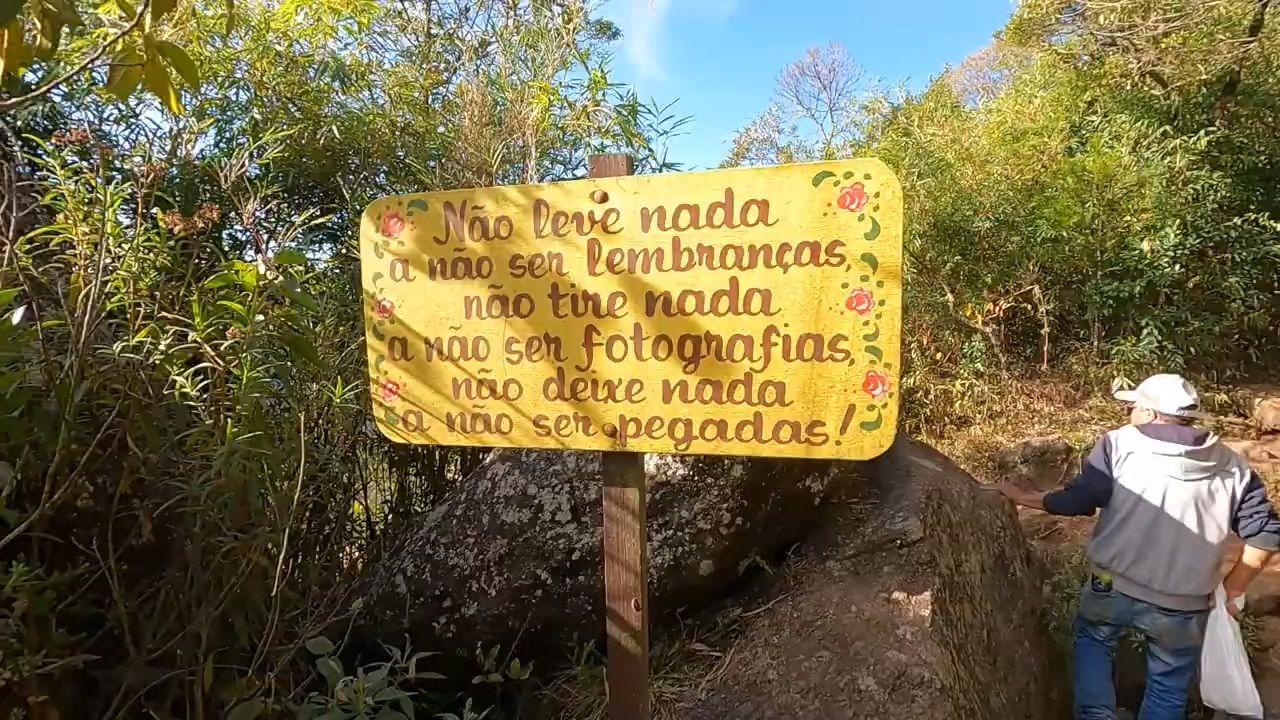 Não leve nada
a não ser lembranças,
não tire nada
a não ser fotografias,
não deixe nada
a não ser pegadas!